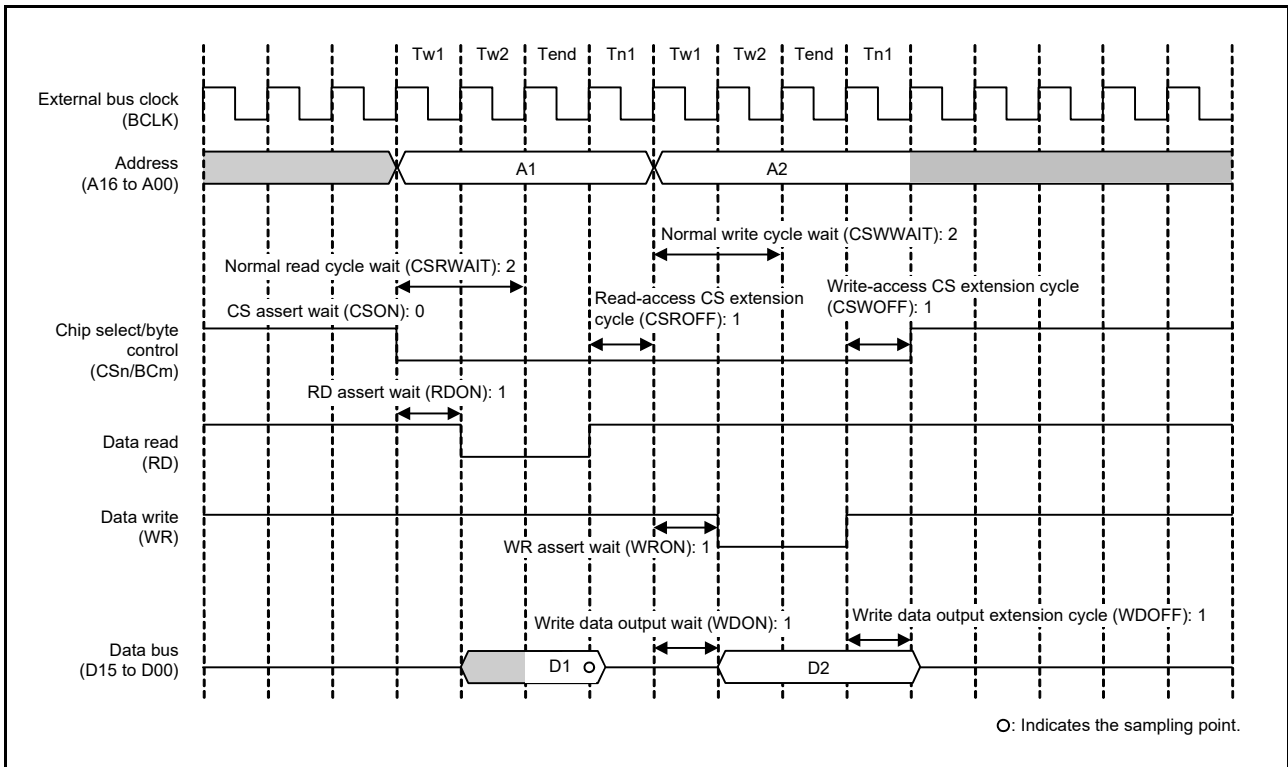 Tw1 Tw2 Tend Tn1 Tw1 Tw2 Tend Tn1
External bus clock
(BCLK)
Address
(A16 to A00)
A1 A2
Normal write cycle wait (CSWWAIT): 2
Normal read cycle wait (CSRWAIT): 2
CS assert wait (CSON): 0
Read-access CS extension
cycle (CSROFF): 1
Write-access CS extension cycle
(CSWOFF): 1
Chip select/byte
control
(CSn/BCm)
RD assert wait (RDON): 1
Data read
(RD)
Data write
(WR)
WR assert wait (WRON): 1
Write data output wait (WDON): 1
Write data output extension cycle (WDOFF): 1
Data bus
(D15 to D00)
D1 D2
O: Indicates the sampling point.